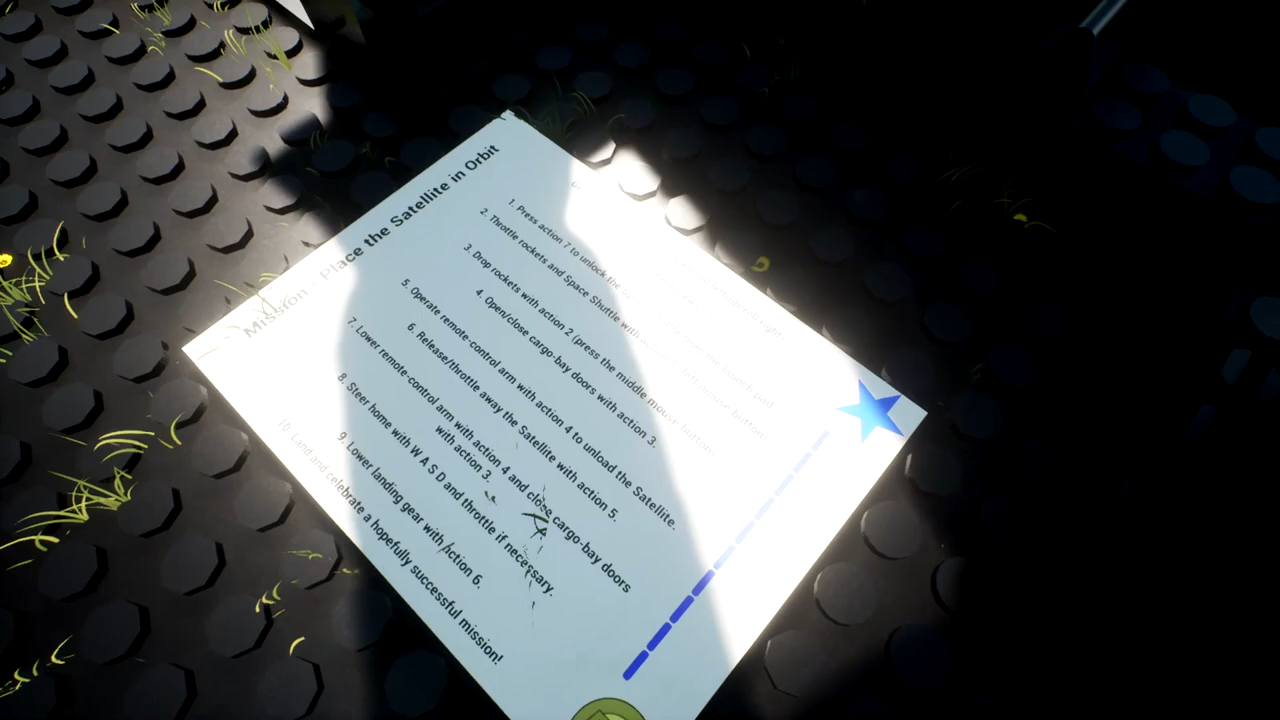 Mission - Place the Satellite in Orbit
1. Press action 7 to unlock the
2. Throttle rockets and Space Shuttle with left mouse button.
3. Drop rockets with action 2 (press the middle mouse button).
4. Open/close cargo-bay doors with action 3.
5. Operate remote-control arm with action 4 to unload the Satellite.
6. Release/throttle away the Satellite with action 5.
7. Lower remote-control arm with action 4 and close cargo-bay doors
with action 3.
8. Steer home with W A S D and throttle if necessary.
9. Lower landing gear with action 6.
10. Land and celebrate a hopefully successful mission!